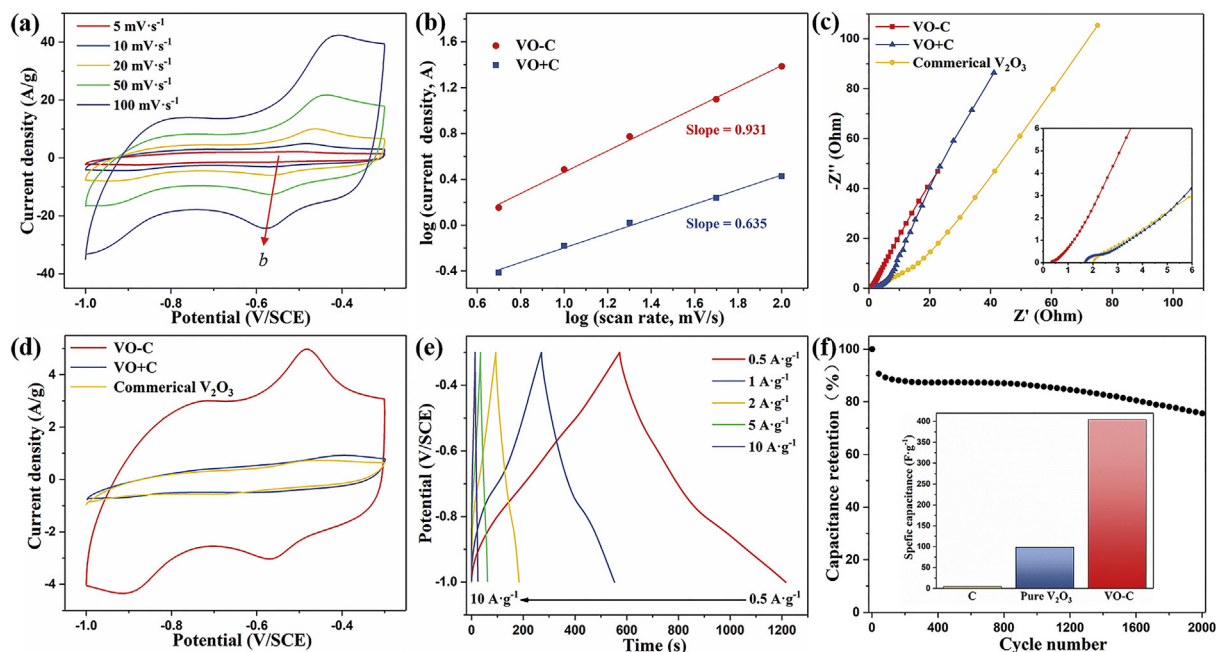 (a)
5 mV·s⁻¹
10 mV·s⁻¹
20 mV·s⁻¹
50 mV·s⁻¹
100 mV·s⁻¹
40
20
0
-20
-40
Current density (A/g)
b
-1.0 -0.8 -0.6 -0.4
Potential (V/SCE)
(b)
VO-C
VO+C
1.6
1.2
0.8
0.4
0.0
-0.4
log (current density, A)
Slope = 0.931
Slope = 0.635
0.6 0.8 1.0 1.2 1.4 1.6 1.8 2.0
log (scan rate, mV/s)
(c)
VO-C
VO+C
Commerical V₂O₃
100
80
60
40
20
0
-Z'' (Ohm)
6
5
4
3
2
1
0
0 1 2 3 4 5 6
0 20 40 60 80 100
Z' (Ohm)
(d)
VO-C
VO+C
Commerical V₂O₃
4
2
0
-2
-4
Current density (A/g)
-1.0 -0.8 -0.6 -0.4
Potential (V/SCE)
(e)
0.5 A·g⁻¹
1 A·g⁻¹
2 A·g⁻¹
5 A·g⁻¹
10 A·g⁻¹
-0.4
-0.6
-0.8
-1.0
Potential (V/SCE)
10 A·g⁻¹ 0.5 A·g⁻¹
0 200 400 600 800 1000 1200
Time (s)
(f)
100
80
60
40
20
0
Capacitance retention (%)
400
350
300
250
200
150
100
50
0
Spefic capacitance (F·g⁻¹)
C Pure V₂O₃ VO-C
0 400 800 1200 1600 2000
Cycle number